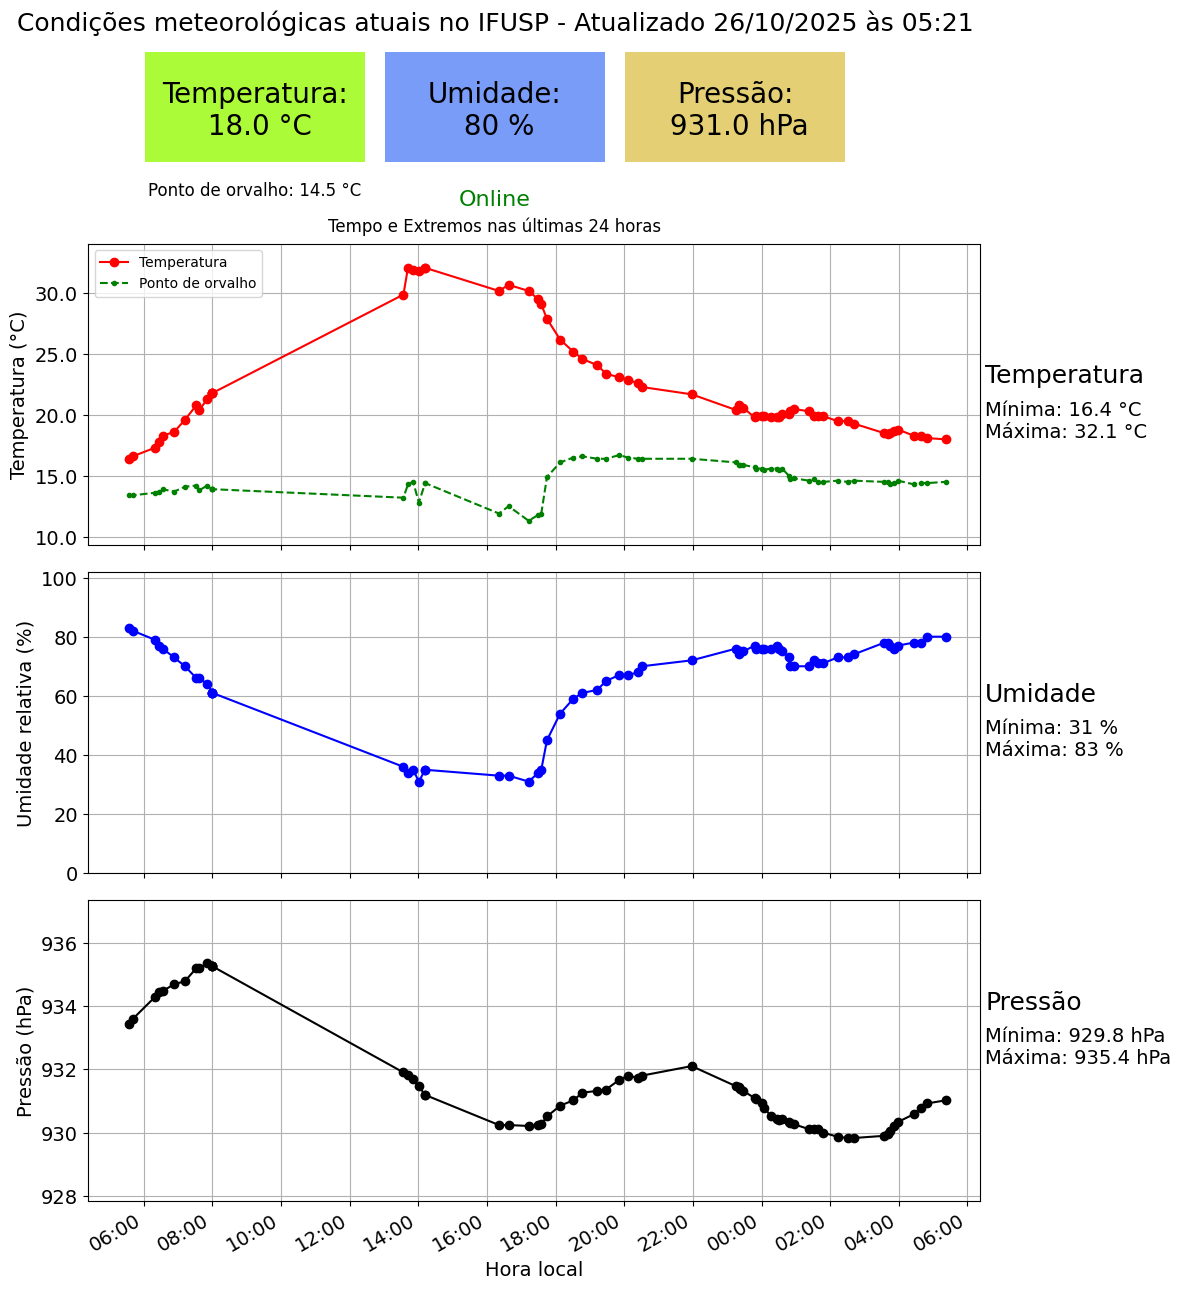 Condições meteorológicas atuais no IFUSP - Atualizado 26/10/2025 às 05:21
Temperatura:
18.0 °C
Umidade:
80 %
Pressão:
931.0 hPa
Ponto de orvalho: 14.5 °C
Online
Tempo e Extremos nas últimas 24 horas
Temperatura
Ponto de orvalho
Temperatura (°C)
30.0
25.0
20.0
15.0
10.0
Temperatura
Mínima: 16.4 °C
Máxima: 32.1 °C
Umidade relativa (%)
100
80
60
40
20
0
Umidade
Mínima: 31 %
Máxima: 83 %
Pressão (hPa)
936
934
932
930
928
Pressão
Mínima: 929.8 hPa
Máxima: 935.4 hPa
06:00 08:00 10:00 12:00 14:00 16:00 18:00 20:00 22:00 00:00 02:00 04:00 06:00
Hora local